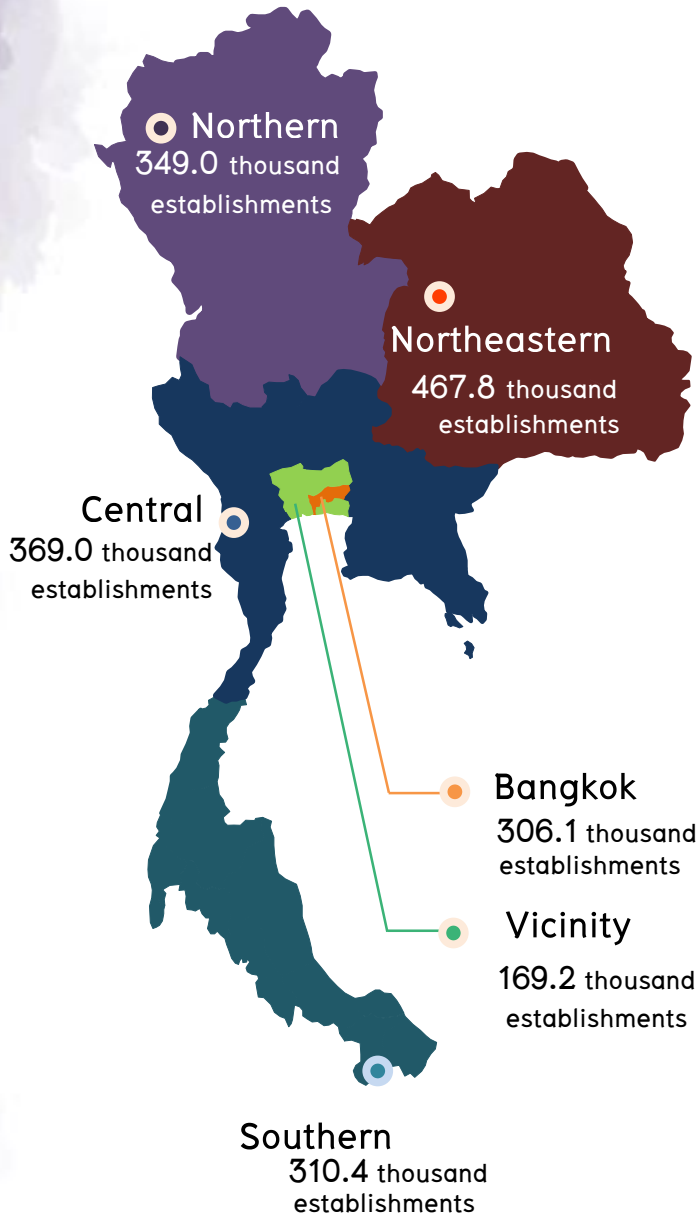 Northern
349.0 thousand
establishments
Northeastern
467.8 thousand
establishments
Central
369.0 thousand
establishments
Bangkok
306.1 thousand
establishments
Vicinity
169.2 thousand
establishments
Southern
310.4 thousand
establishments